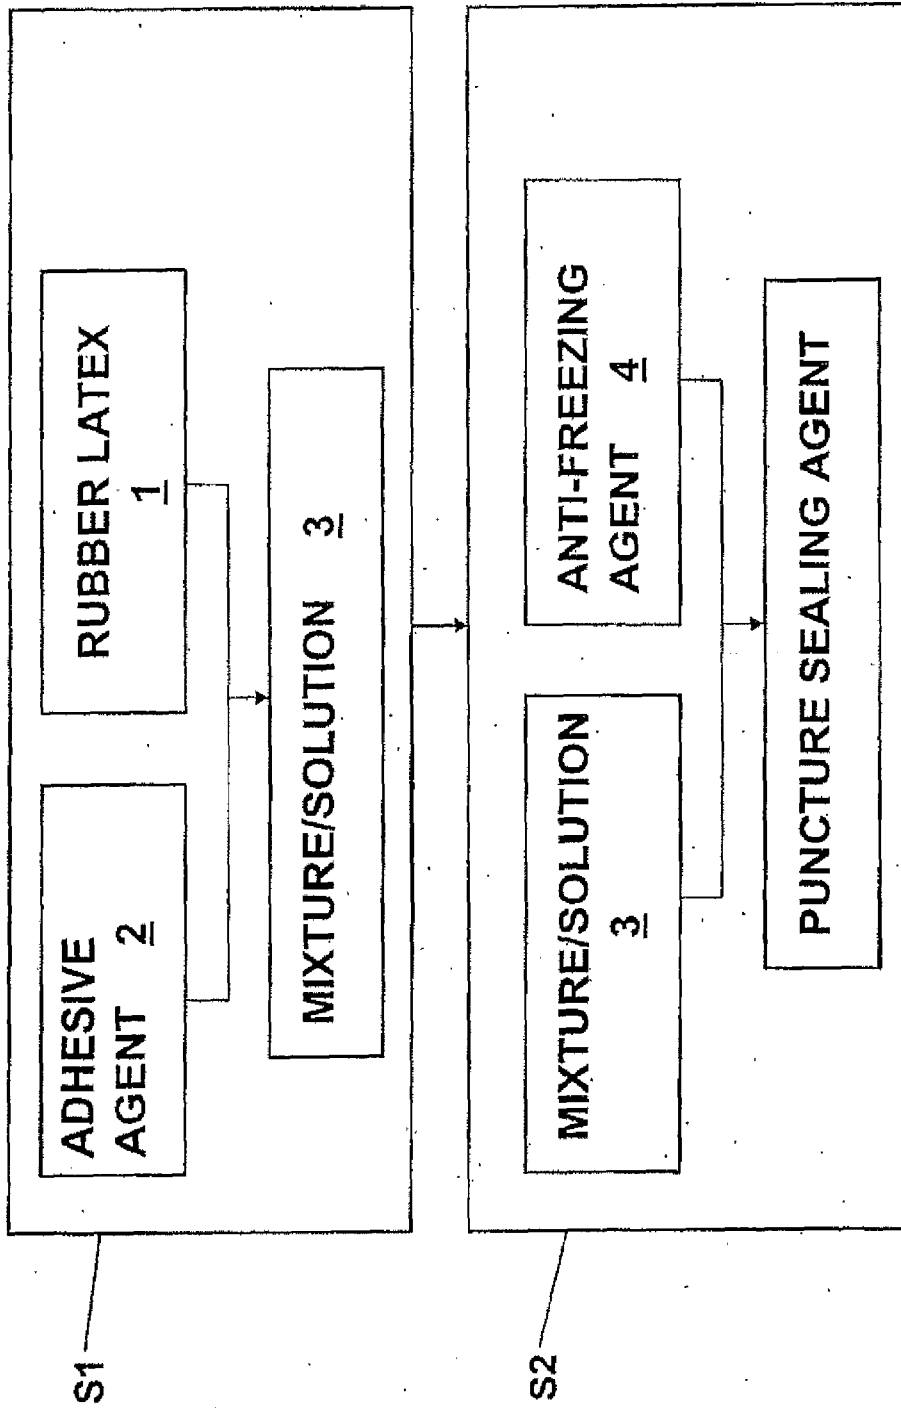 S1
ADHESIVE
AGENT 2
RUBBER LATEX
1
MIXTURE/SOLUTION 3
S2
MIXTURE/SOLUTION
3
ANTI-FREEZING
AGENT 4
PUNCTURE SEALING AGENT